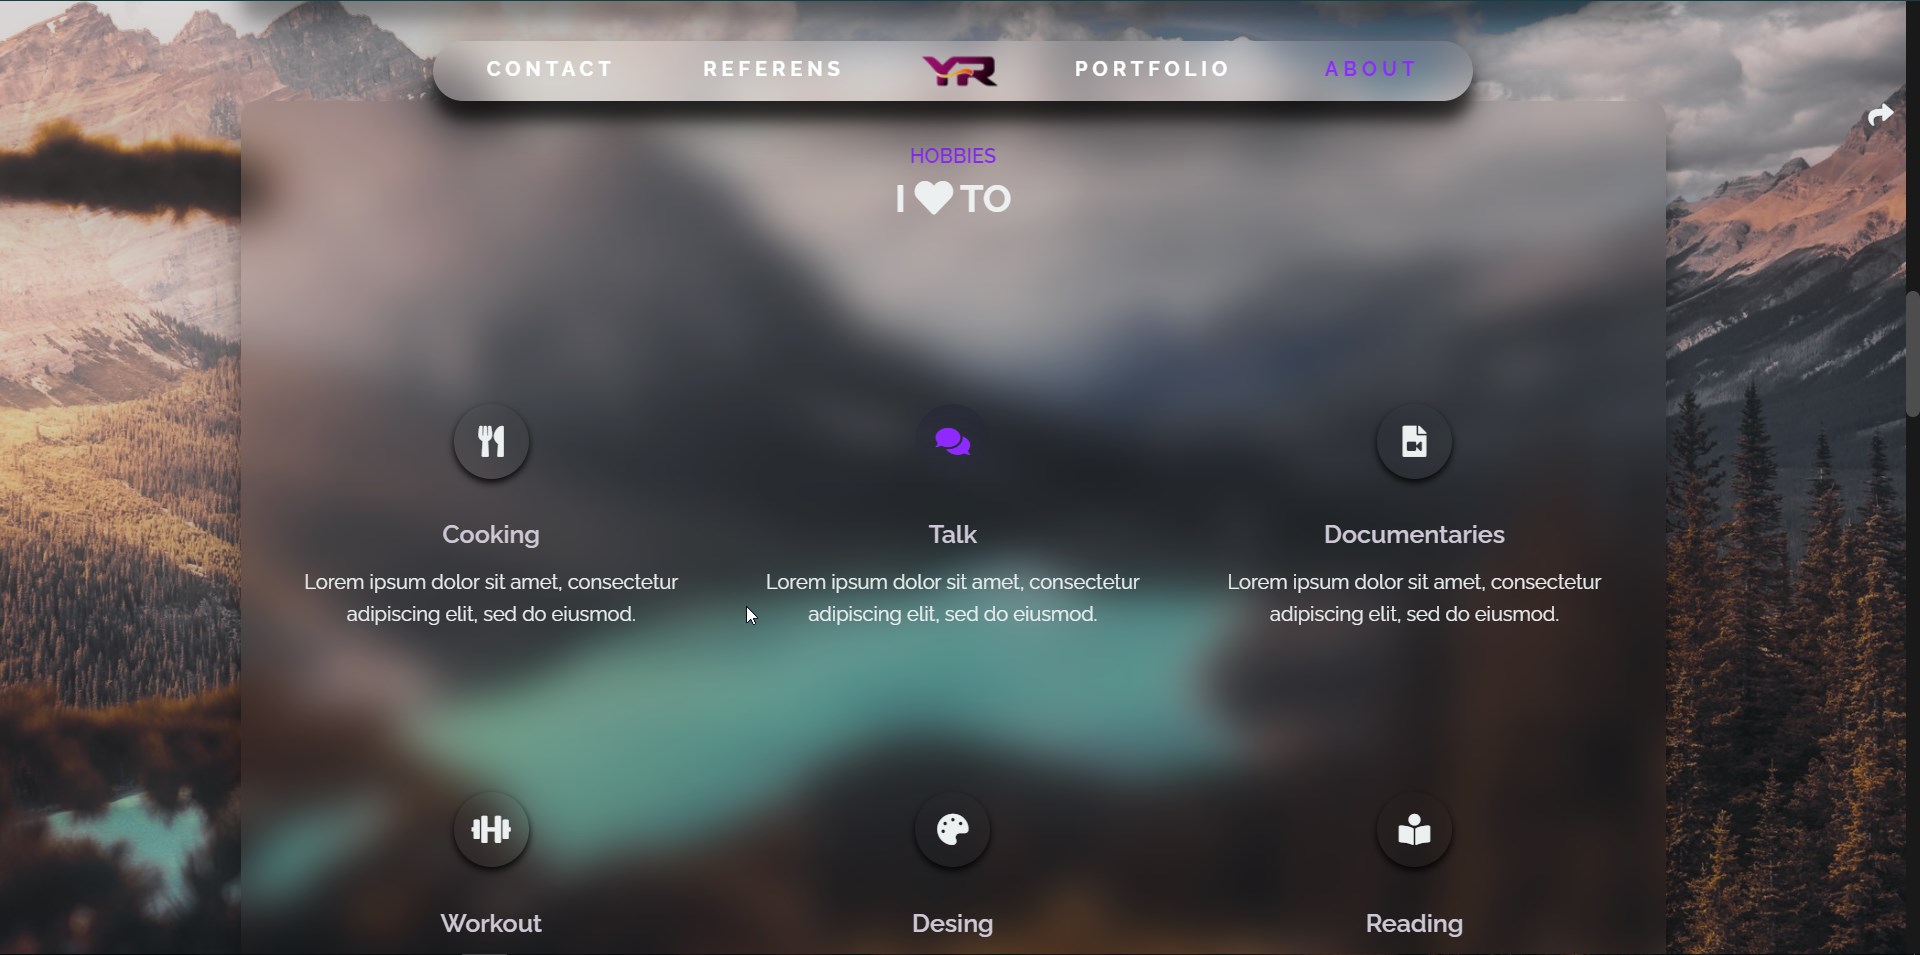 CONTACT REFERENS YR PORTFOLIO ABOUT
HOBBIES
I TO
Cooking
Lorem ipsum dolor sit amet, consectetur
adipiscing elit, sed do eiusmod.
Talk
Lorem ipsum dolor sit amet, consectetur
adipiscing elit, sed do eiusmod.
Documentaries
Lorem ipsum dolor sit amet, consectetur
adipiscing elit, sed do eiusmod.
Workout
Desing
Reading